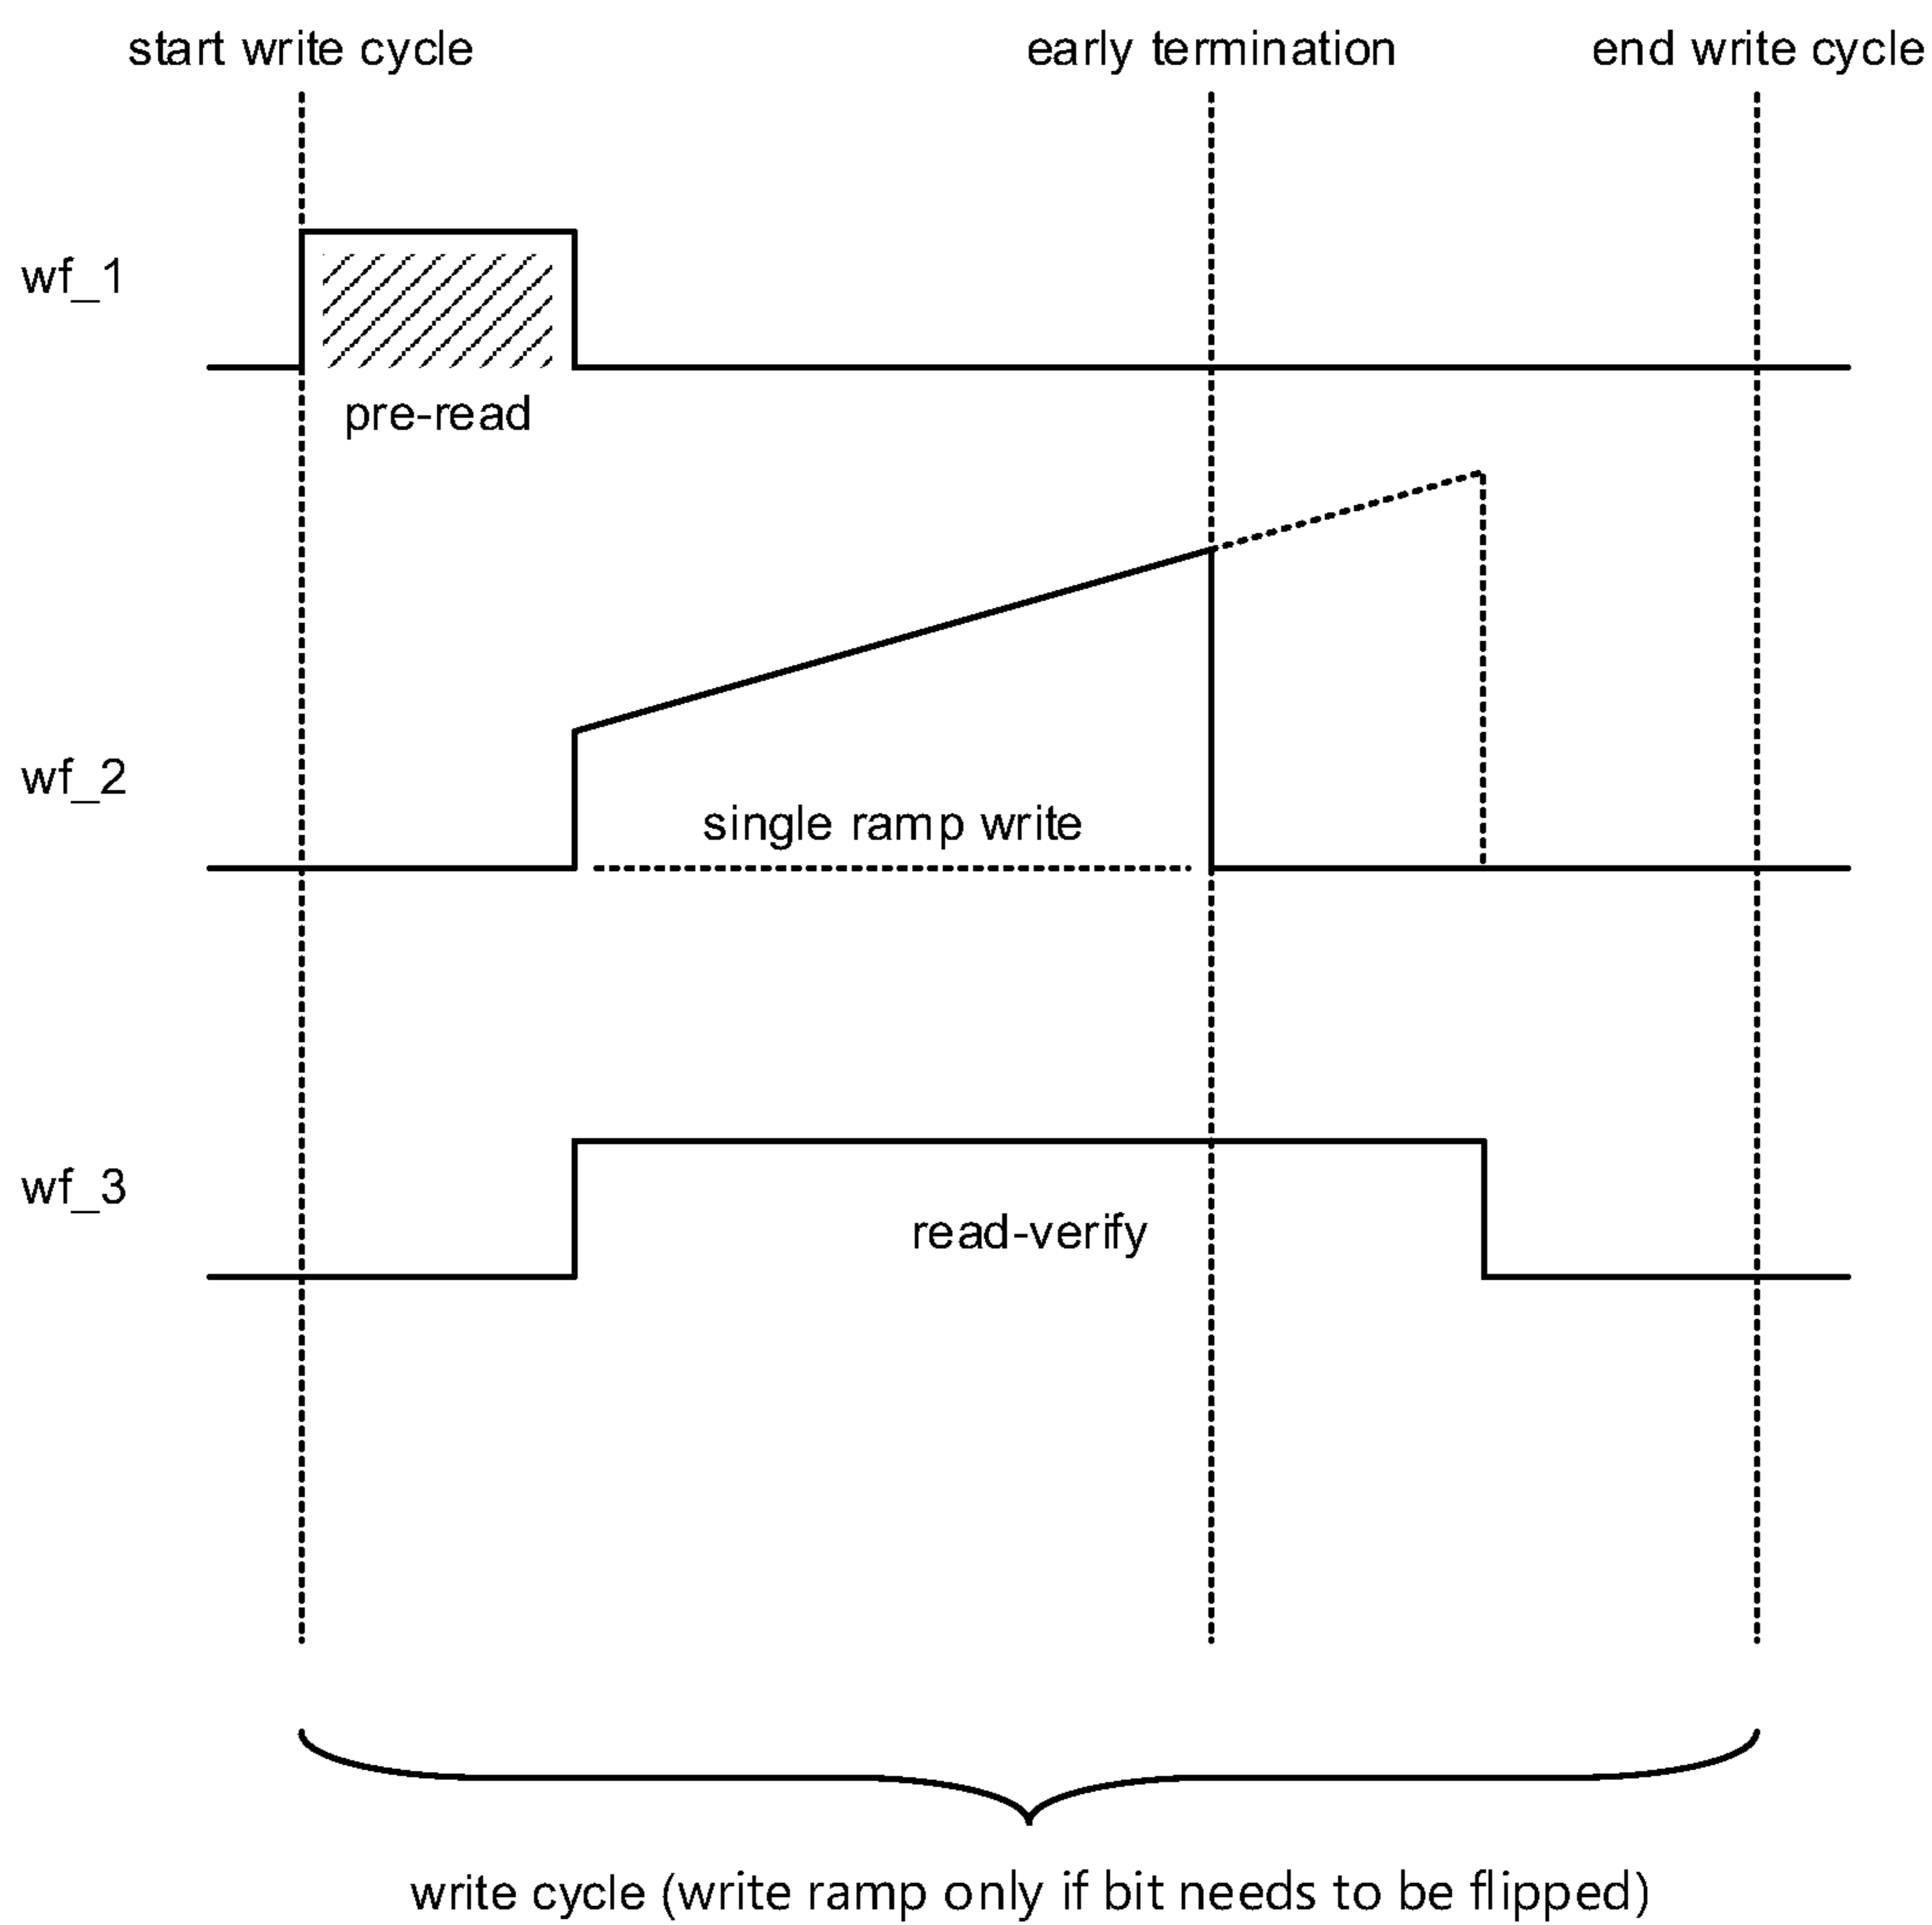 start write cycle
early termination
end write cycle
wf_1
pre-read
wf_2
single ramp write
wf_3
read-verify
write cycle (write ramp only if bit needs to be flipped)